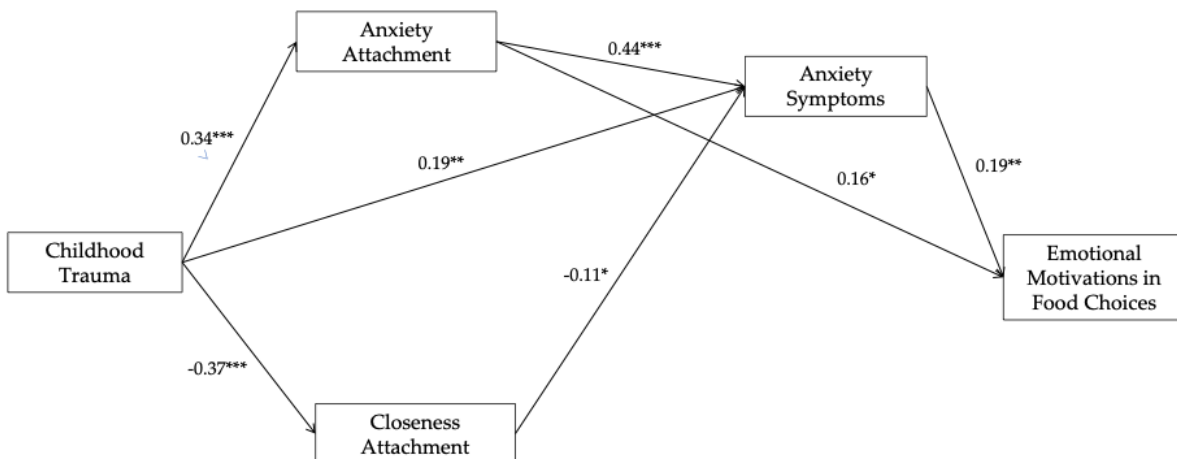 Anxiety
Attachment
0.44***
Anxiety
Symptoms
0.34***
0.19**
0.16*
0.19**
Childhood
Trauma
-0.11*
Emotional
Motivations in
Food Choices
-0.37***
Closeness
Attachment